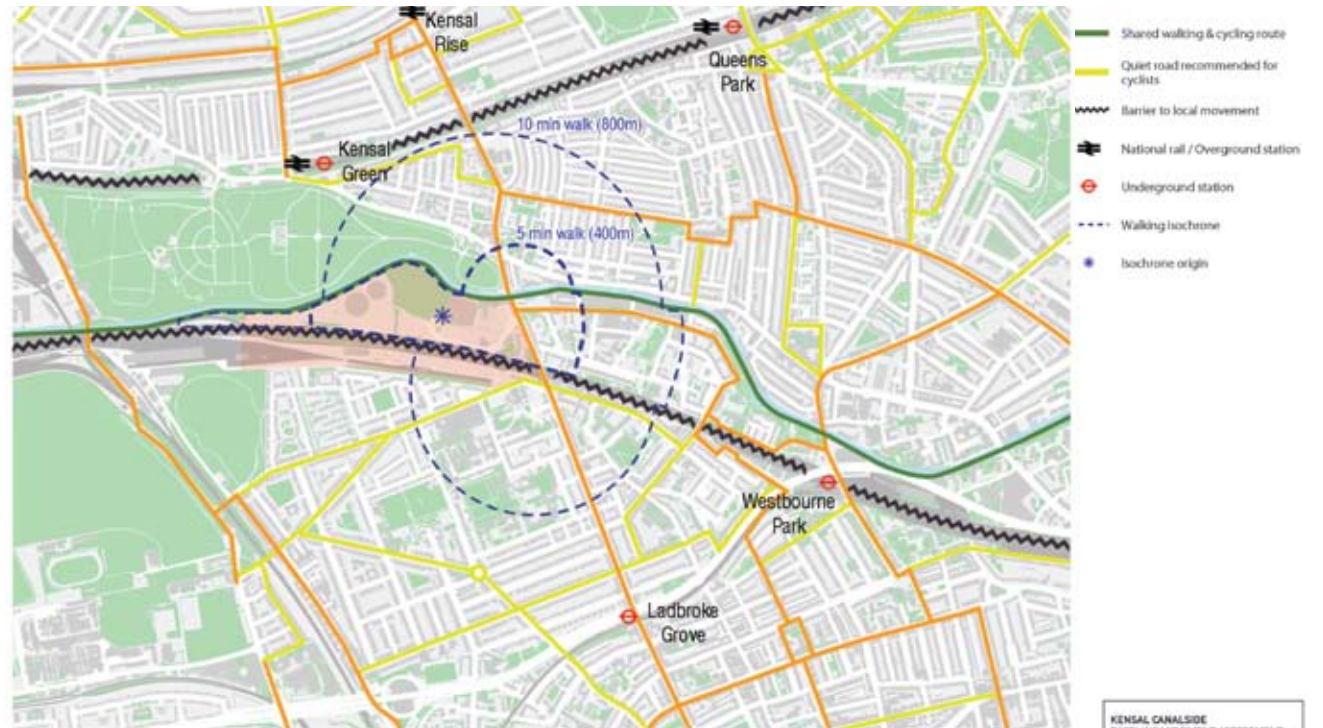 Kensal
Rise
Queens
Park
10 min walk (800m)
Kensal
Green
5 min walk (400m)
Westbourne
Park
Ladbroke
Grove
Shared walking & cycling route
Quiet road recommended for
cyclists
Barrier to local movement
National rail / Overground station
Underground station
Walking isochrone
Isochrone origin
KENSAL CANALSIDE